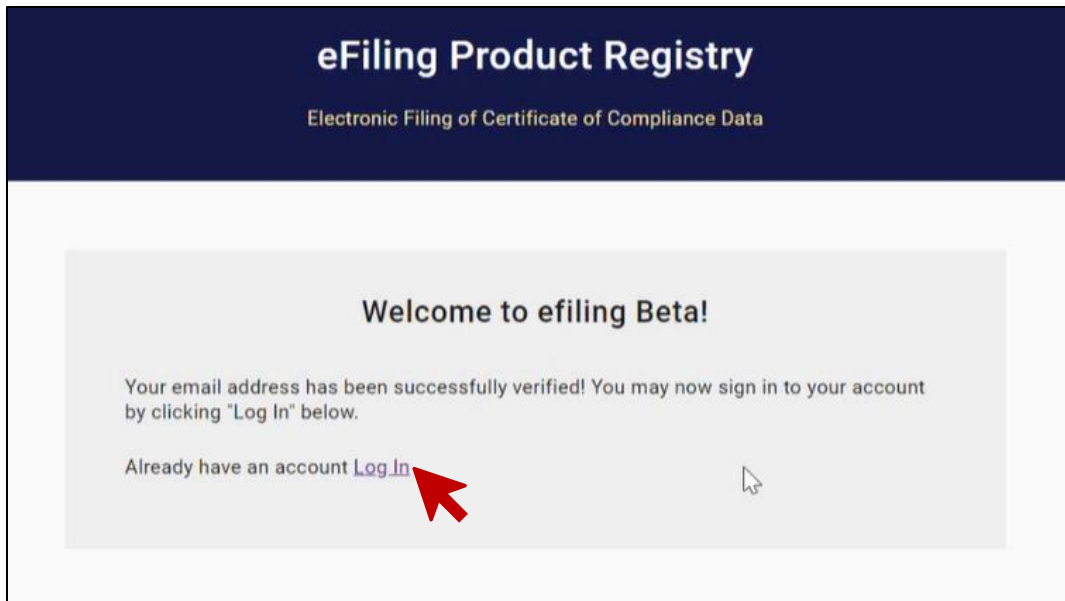 eFiling Product Registry
Electronic Filing of Certificate of Compliance Data
Welcome to efiling Beta!
Your email address has been successfully verified! You may now sign in to your account
by clicking "Log In" below.
Already have an account Log In